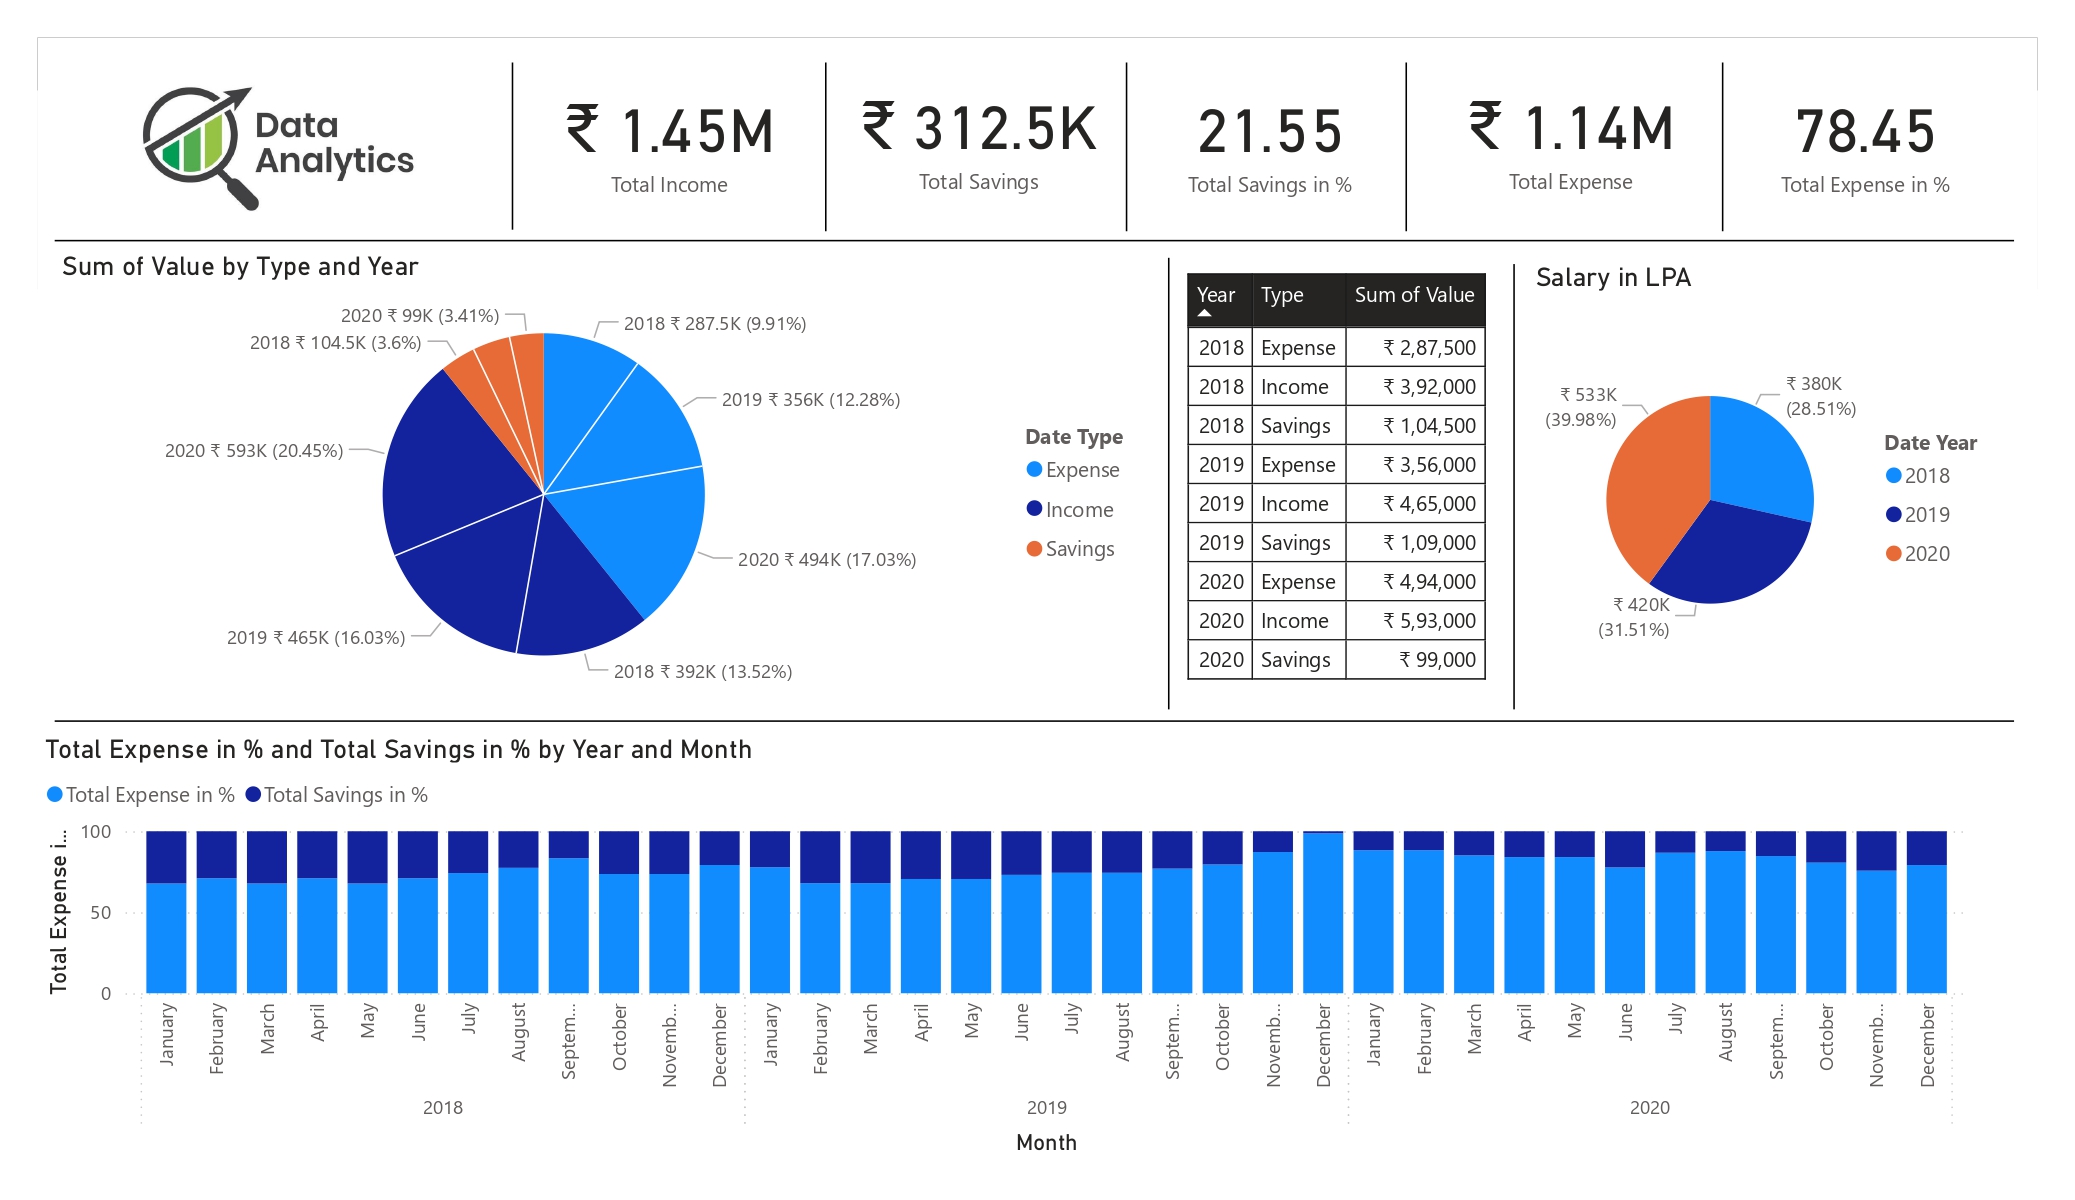 Data
Analytics
₹ 1.45M
Total Income
₹ 312.5K
Total Savings
21.55
Total Savings in %
₹ 1.14M
Total Expense
78.45
Total Expense in %
Sum of Value by Type and Year
2020 ₹ 99K (3.41%)
2018 ₹ 104.5K (3.6%)
2018 ₹ 287.5K (9.91%)
2019 ₹ 356K (12.28%)
2020 ₹ 593K (20.45%)
2020 ₹ 494K (17.03%)
2019 ₹ 465K (16.03%)
2018 ₹ 392K (13.52%)
Date Type
Expense
Income
Savings
Year Type Sum of Value
2018 Expense ₹ 2,87,500
2018 Income ₹ 3,92,000
2018 Savings ₹ 1,04,500
2019 Expense ₹ 3,56,000
2019 Income ₹ 4,65,000
2019 Savings ₹ 1,09,000
2020 Expense ₹ 4,94,000
2020 Income ₹ 5,93,000
2020 Savings ₹ 99,000
Salary in LPA
₹ 533K
(39.98%)
₹ 380K
(28.51%)
₹ 420K
(31.51%)
Date Year
2018
2019
2020
Total Expense in % and Total Savings in % by Year and Month
Total Expense in % Total Savings in %
Total Expense i...
100
50
0
January February March April May June July August Septem... October Novemb... December January February March April May June July August Septem... October Novemb... December January February March April May June July August Septem... October Novemb... December
2018 2019 2020
Month